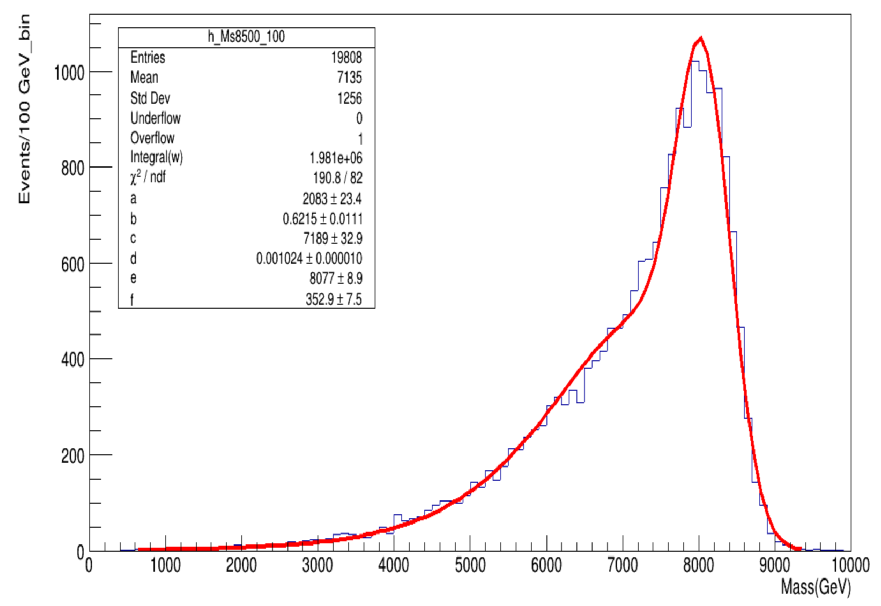 h_Ms8500_100
Entries 19808
Mean 7135
Std Dev 1256
Underflow 0
Overflow 1
Integral(w) 1.981e+06
χ² / ndf 190.8 / 82
a 2083 ± 23.4
b 0.6215 ± 0.0111
c 7189 ± 32.9
d 0.001024 ± 0.000010
e 8077 ± 8.9
f 352.9 ± 7.5
Events/100 GeV_bin
1000
800
600
400
200
0
0 1000 2000 3000 4000 5000 6000 7000 8000 9000 10000
Mass(GeV)